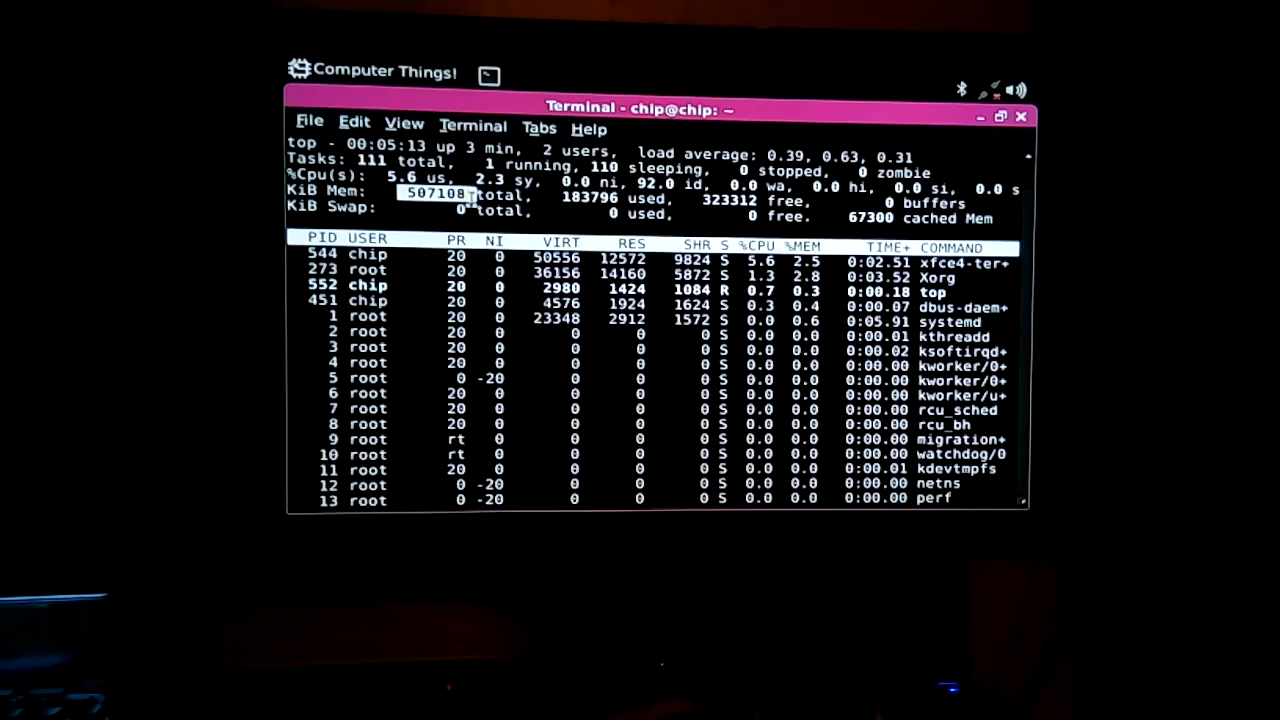 Computer Things!
Terminal - chip@chip: ~
File Edit View Terminal Tabs Help
top - 00:05:13 up 3 min, 2 users, load average: 0.39, 0.63, 0.31
Tasks: 111 total, 1 running, 110 sleeping, 0 stopped, 0 zombie
%Cpu(s): 5.6 us, 2.3 sy, 0.0 ni, 92.0 id, 0.0 wa, 0.0 hi, 0.0 si, 0.0 s
KiB Mem: 507108 total, 183796 used, 323312 free, 0 buffers
KiB Swap: 0 total, 0 used, 0 free. 67300 cached Mem
PID USER PR NI VIRT RES SHR S %CPU %MEM TIME+ COMMAND
544 chip 20 0 50556 12572 9824 S 5.6 2.5 0:02.51 xfce4-ter+
273 root 20 0 36156 14160 5872 S 1.3 2.8 0:03.52 Xorg
552 chip 20 0 2980 1424 1084 R 0.7 0.3 0:00.18 top
451 chip 20 0 4576 1924 1624 S 0.3 0.4 0:00.07 dbus-daem+
1 root 20 0 23348 2912 1572 S 0.0 0.6 0:05.91 systemd
2 root 20 0 0 0 0 S 0.0 0.0 0:00.01 kthreadd
3 root 20 0 0 0 0 S 0.0 0.0 0:00.02 ksoftirqd+
4 root 20 0 0 0 0 S 0.0 0.0 0:00.00 kworker/0+
5 root 0 -20 0 0 0 S 0.0 0.0 0:00.00 kworker/0+
6 root 20 0 0 0 0 S 0.0 0.0 0:00.00 kworker/u+
7 root 20 0 0 0 0 S 0.0 0.0 0:00.00 rcu_sched
8 root 20 0 0 0 0 S 0.0 0.0 0:00.00 rcu_bh
9 root rt 0 0 0 0 S 0.0 0.0 0:00.00 migration+
10 root rt 0 0 0 0 S 0.0 0.0 0:00.00 watchdog/0
11 root 20 0 0 0 0 S 0.0 0.0 0:00.01 kdevtmpfs
12 root 0 -20 0 0 0 S 0.0 0.0 0:00.00 netns
13 root 0 -20 0 0 0 S 0.0 0.0 0:00.00 perf